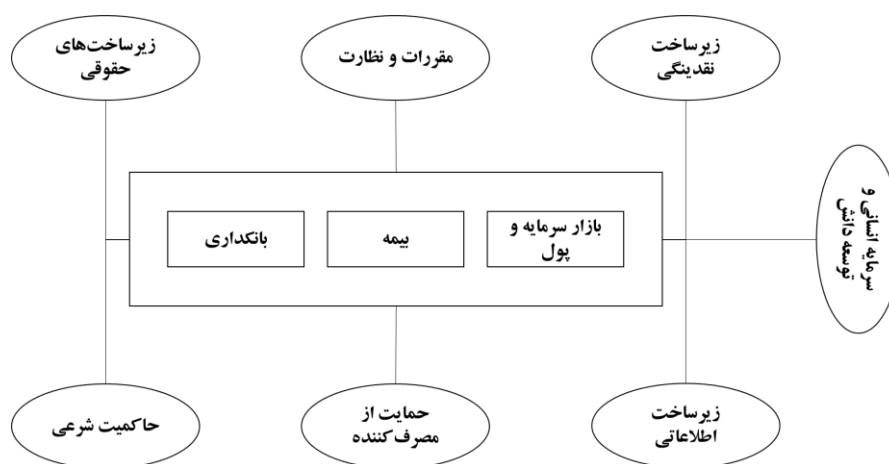 زیرساخت
نقدینگی
مقررات و نظارت
زیرساخت‌های
حقوقی
سرمایه انسانی و
توسعه دانش
بازار سرمایه و
پول
بیمه
بانکداری
زیرساخت
اطلاعاتی
حمایت از
مصرف‌کننده
حاکمیت شرعی